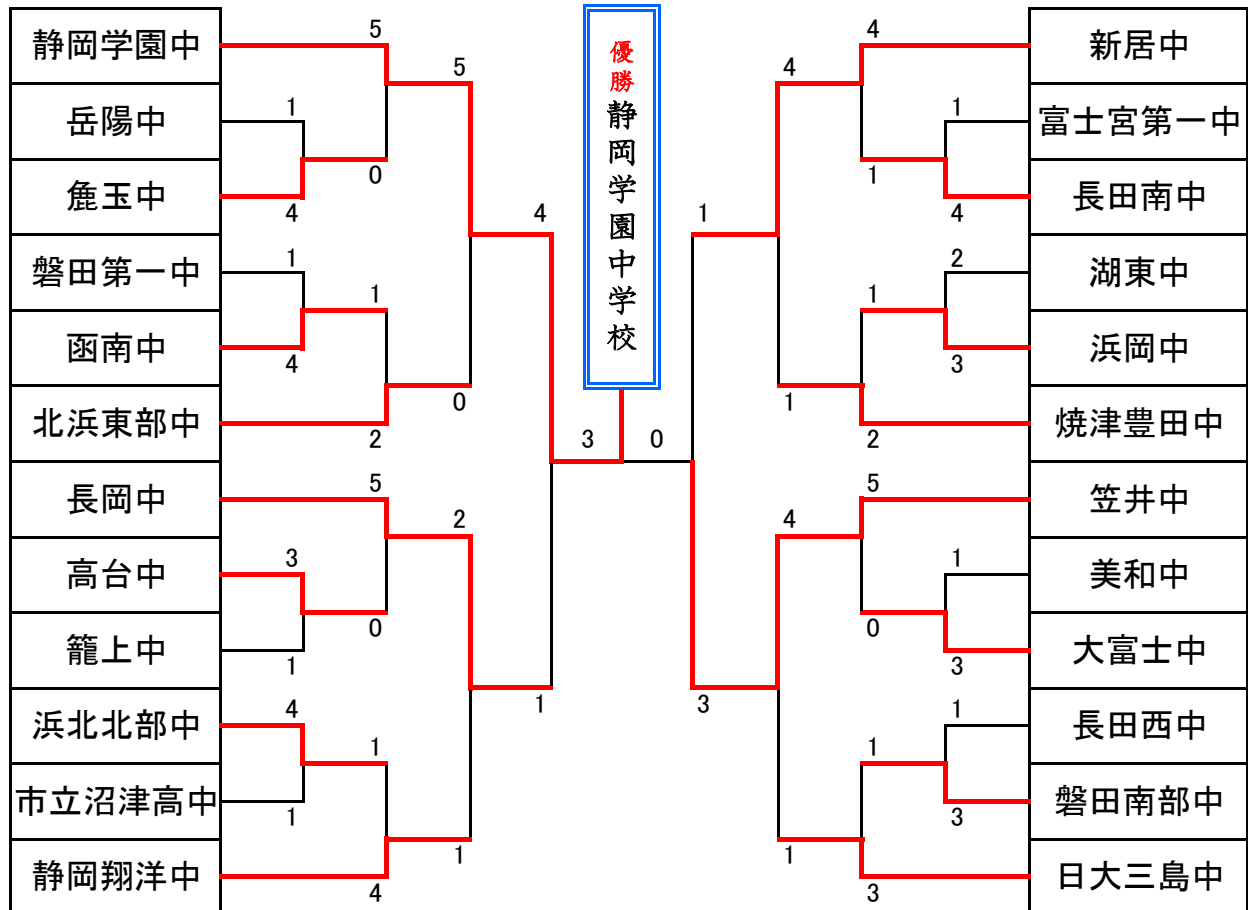 静岡学園中
岳陽中
麁玉中
磐田第一中
函南中
北浜東部中
長岡中
高台中
籠上中
浜北北部中
市立沼津高中
静岡翔洋中
5
1
4
0
5
1
4
1
2
0
4
5
3
1
0
2
4
1
1
4
1
1
3
0
優勝静岡学園中学校
1
3
4
4
1
1
4
1
2
3
1
2
1
5
4
1
3
0
1
3
1
3
1
新居中
富士宮第一中
長田南中
湖東中
浜岡中
焼津豊田中
笠井中
美和中
大富士中
長田西中
磐田南部中
日大三島中